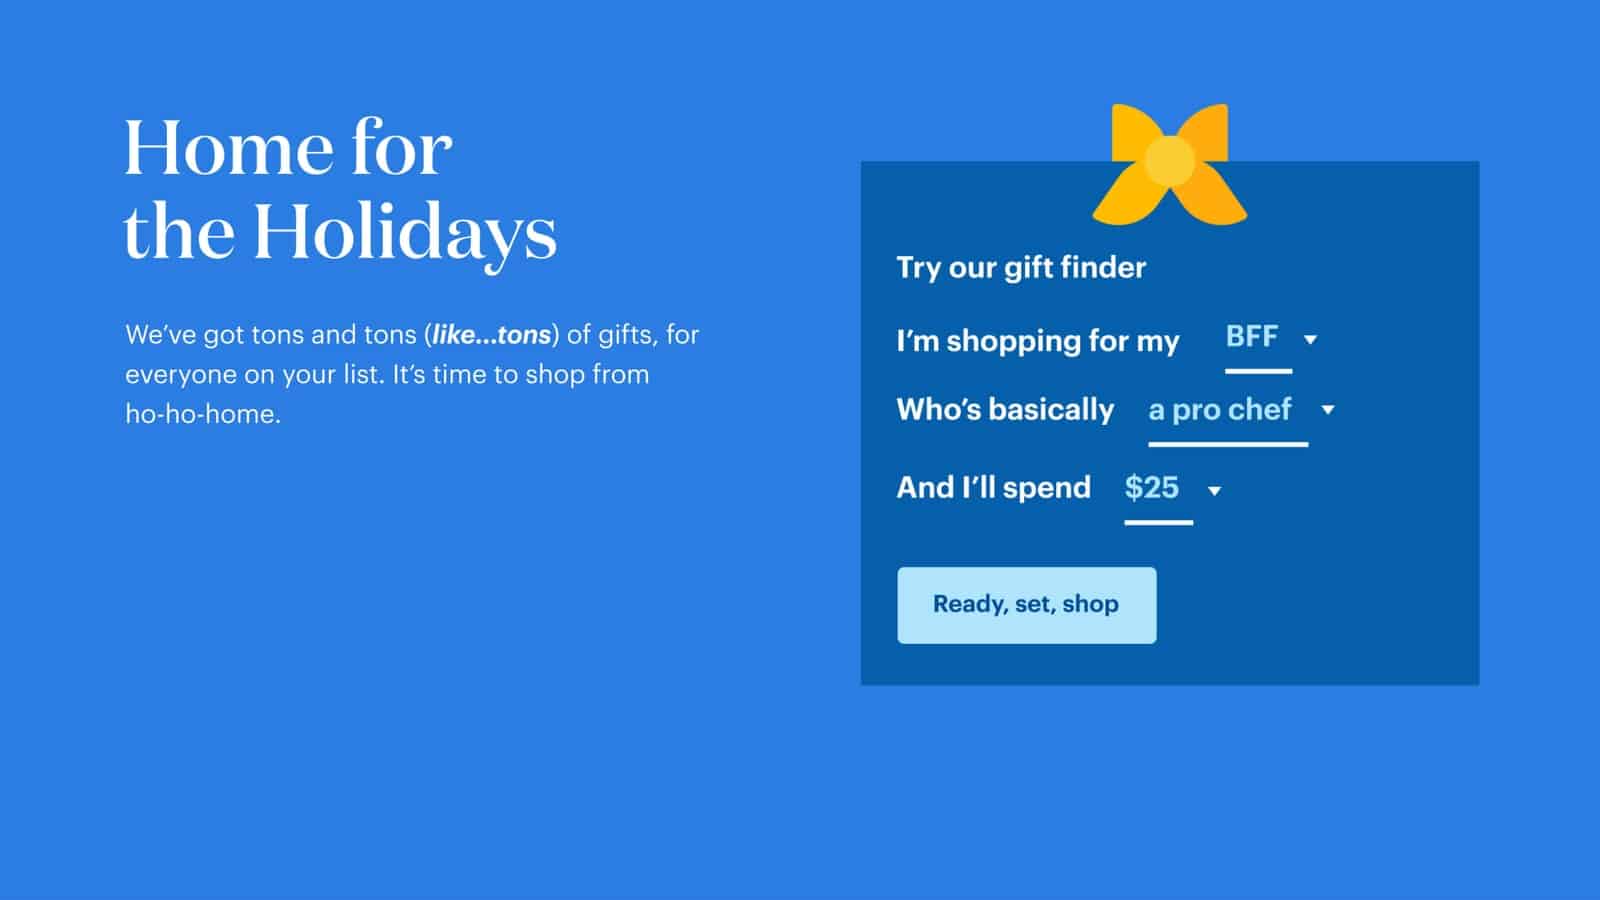 Home for
the Holidays
We’ve got tons and tons (like...tons) of gifts, for
everyone on your list. It’s time to shop from
ho-ho-home.
Try our gift finder
I’m shopping for my BFF
Who’s basically a pro chef
And I’ll spend $25
Ready, set, shop